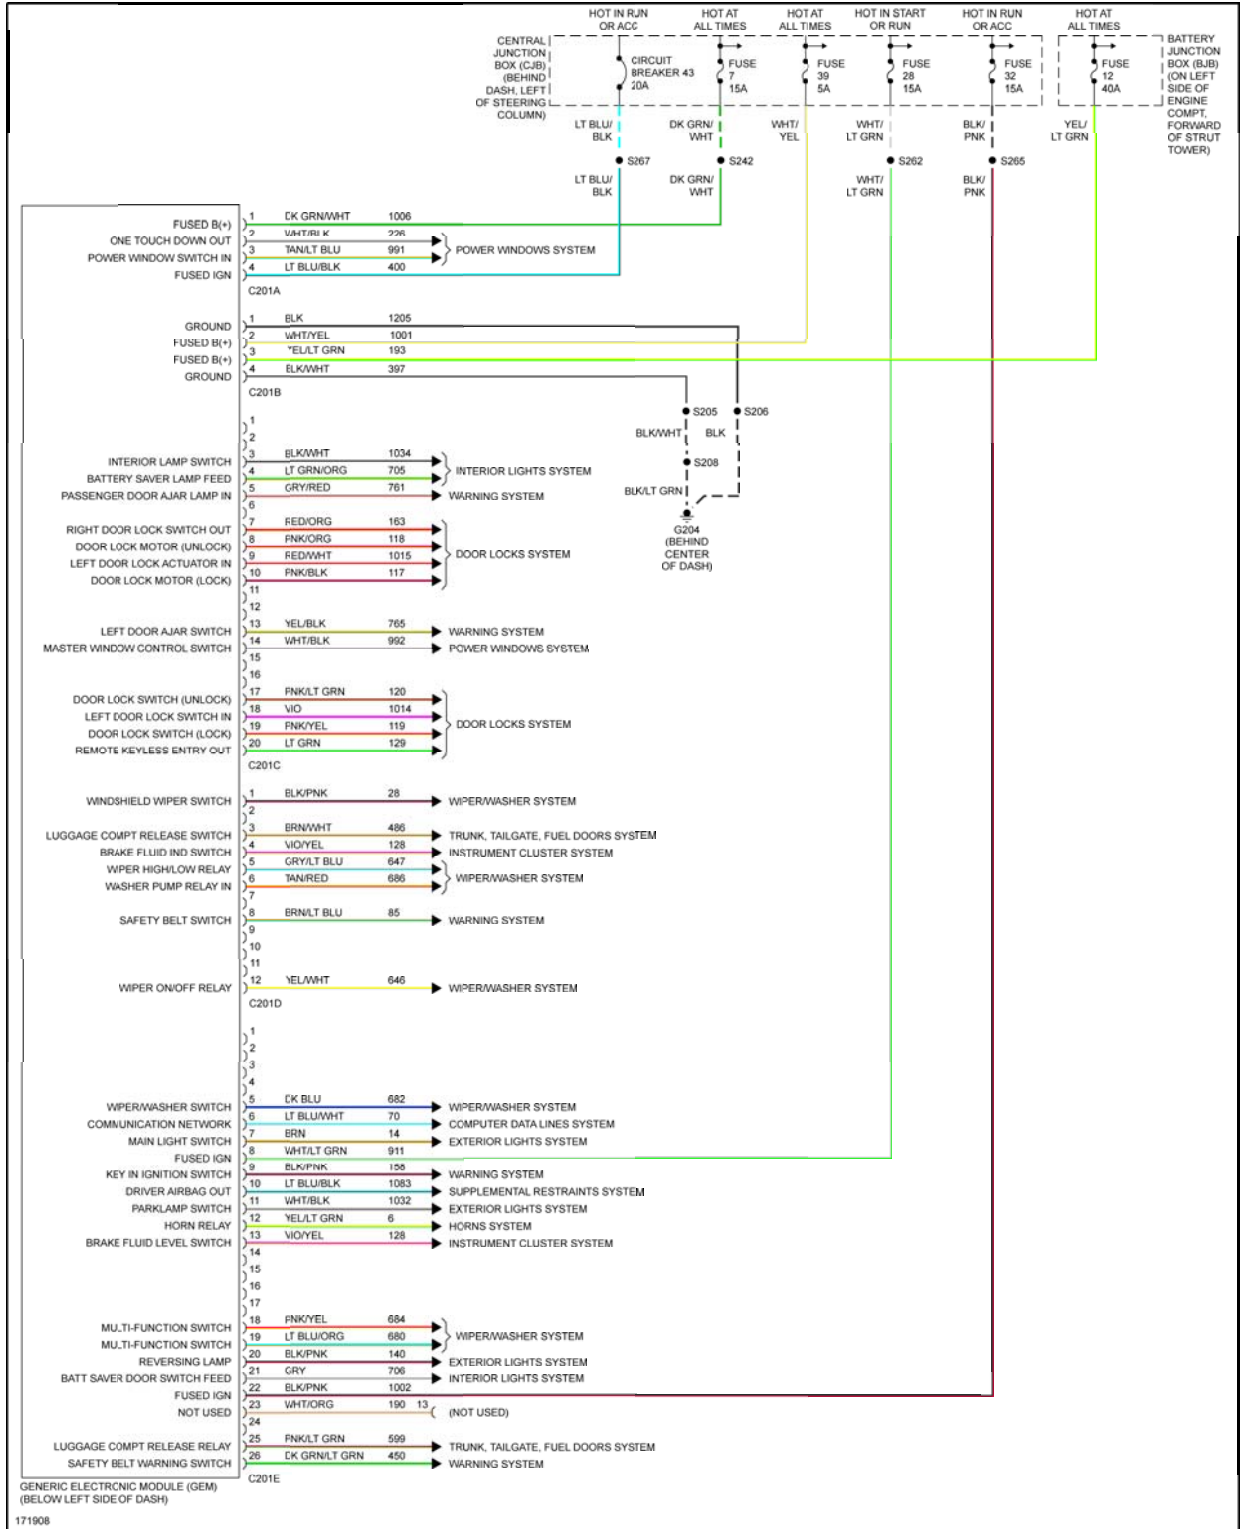 HOT IN RUN
OR ACC
HOT AT
ALL TIMES
HOT AT
ALL TIMES
HOT IN START
OR RUN
HOT IN RUN
OR ACC
HOT AT
ALL TIMES
CENTRAL
JUNCTION
BOX (CJB)
(BEHIND
DASH, LEFT
OF STEERING
COLUMN)
CIRCUIT
BREAKER 43
20A
FUSE
7
15A
FUSE
39
5A
FUSE
28
15A
FUSE
32
15A
FUSE
12
40A
BATTERY
JUNCTION
BOX (BJB)
(ON LEFT
SIDE OF
ENGINE
COMPT,
FORWARD
OF STRUT
TOWER)
LT BLU/
BLK
DK GRN/
WHT
WHT/
YEL
WHT/
LT GRN
BLK/
PNK
YEL/
LT GRN
S267
S242
S262
S265
LT BLU/
BLK
DK GRN/
WHT
WHT/
LT GRN
BLK/
PNK
FUSED B(+) 1 DK GRN/WHT 1006
ONE TOUCH DOWN OUT 2 WHT/BLK 226
POWER WINDOW SWITCH IN 3 TAN/LT BLU 991
POWER WINDOWS SYSTEM
FUSED IGN 4 LT BLU/BLK 400
C201A
GROUND 1 BLK 1205
FUSED B(+) 2 WHT/YEL 1001
FUSED B(+) 3 YEL/LT GRN 193
GROUND 4 BLK/WHT 397
C201B
S205
S206
BLK/WHT
BLK
S208
BLK/LT GRN
G204
(BEHIND
CENTER
OF DASH)
1
2
INTERIOR LAMP SWITCH 3 BLK/WHT 1034
BATTERY SAVER LAMP FEED 4 LT GRN/ORG 705
INTERIOR LIGHTS SYSTEM
PASSENGER DOOR AJAR LAMP IN 5 GRY/RED 761 WARNING SYSTEM
6
RIGHT DOOR LOCK SWITCH OUT 7 RED/ORG 163
DOOR LOCK MOTOR (UNLOCK) 8 PNK/ORG 118
DOOR LOCKS SYSTEM
LEFT DOOR LOCK ACTUATOR IN 9 RED/WHT 1015
DOOR LOCK MOTOR (LOCK) 10 PNK/BLK 117
11
12
LEFT DOOR AJAR SWITCH 13 YEL/BLK 765 WARNING SYSTEM
MASTER WINDOW CONTROL SWITCH 14 WHT/BLK 992 POWER WINDOWS SYSTEM
15
16
DOOR LOCK SWITCH (UNLOCK) 17 PNK/LT GRN 120
LEFT DOOR LOCK SWITCH IN 18 VIO 1014
DOOR LOCKS SYSTEM
DOOR LOCK SWITCH (LOCK) 19 PNK/YEL 119
REMOTE KEYLESS ENTRY OUT 20 LT GRN 129
C201C
WINDSHIELD WIPER SWITCH 1 BLK/PNK 28 WIPER/WASHER SYSTEM
2
LUGGAGE COMPT RELEASE SWITCH 3 BRN/WHT 486 TRUNK, TAILGATE, FUEL DOORS SYSTEM
BRAKE FLUID IND SWITCH 4 VIO/YEL 128 INSTRUMENT CLUSTER SYSTEM
WIPER HIGH/LOW RELAY 5 GRY/LT BLU 647
WIPER/WASHER SYSTEM
WASHER PUMP RELAY IN 6 TAN/RED 686
7
SAFETY BELT SWITCH 8 BRN/LT BLU 85 WARNING SYSTEM
9
10
11
WIPER ON/OFF RELAY 12 YEL/WHT 646 WIPER/WASHER SYSTEM
C201D
1
2
3
4
WIPER/WASHER SWITCH 5 DK BLU 682 WIPER/WASHER SYSTEM
COMMUNICATION NETWORK 6 LT BLU/WHT 70 COMPUTER DATA LINES SYSTEM
MAIN LIGHT SWITCH 7 BRN 14 EXTERIOR LIGHTS SYSTEM
FUSED IGN 8 WHT/LT GRN 911
KEY IN IGNITION SWITCH 9 BLK/PNK 158 WARNING SYSTEM
DRIVER AIRBAG OUT 10 LT BLU/BLK 1083 SUPPLEMENTAL RESTRAINTS SYSTEM
PARKLAMP SWITCH 11 WHT/BLK 1032 EXTERIOR LIGHTS SYSTEM
HORN RELAY 12 YEL/LT GRN 6 HORNS SYSTEM
BRAKE FLUID LEVEL SWITCH 13 VIO/YEL 128 INSTRUMENT CLUSTER SYSTEM
14
15
16
17
MULTI-FUNCTION SWITCH 18 PNK/YEL 684
WIPER/WASHER SYSTEM
MULTI-FUNCTION SWITCH 19 LT BLU/ORG 680
REVERSING LAMP 20 BLK/PNK 140 EXTERIOR LIGHTS SYSTEM
BATT SAVER DOOR SWITCH FEED 21 GRY 706 INTERIOR LIGHTS SYSTEM
FUSED IGN 22 BLK/PNK 1002
NOT USED 23 WHT/ORG 190 13 (NOT USED)
24
LUGGAGE COMPT RELEASE RELAY 25 PNK/LT GRN 599 TRUNK, TAILGATE, FUEL DOORS SYSTEM
SAFETY BELT WARNING SWITCH 26 DK GRN/LT GRN 450 WARNING SYSTEM
C201E
GENERIC ELECTRONIC MODULE (GEM)
(BELOW LEFT SIDE OF DASH)
171908